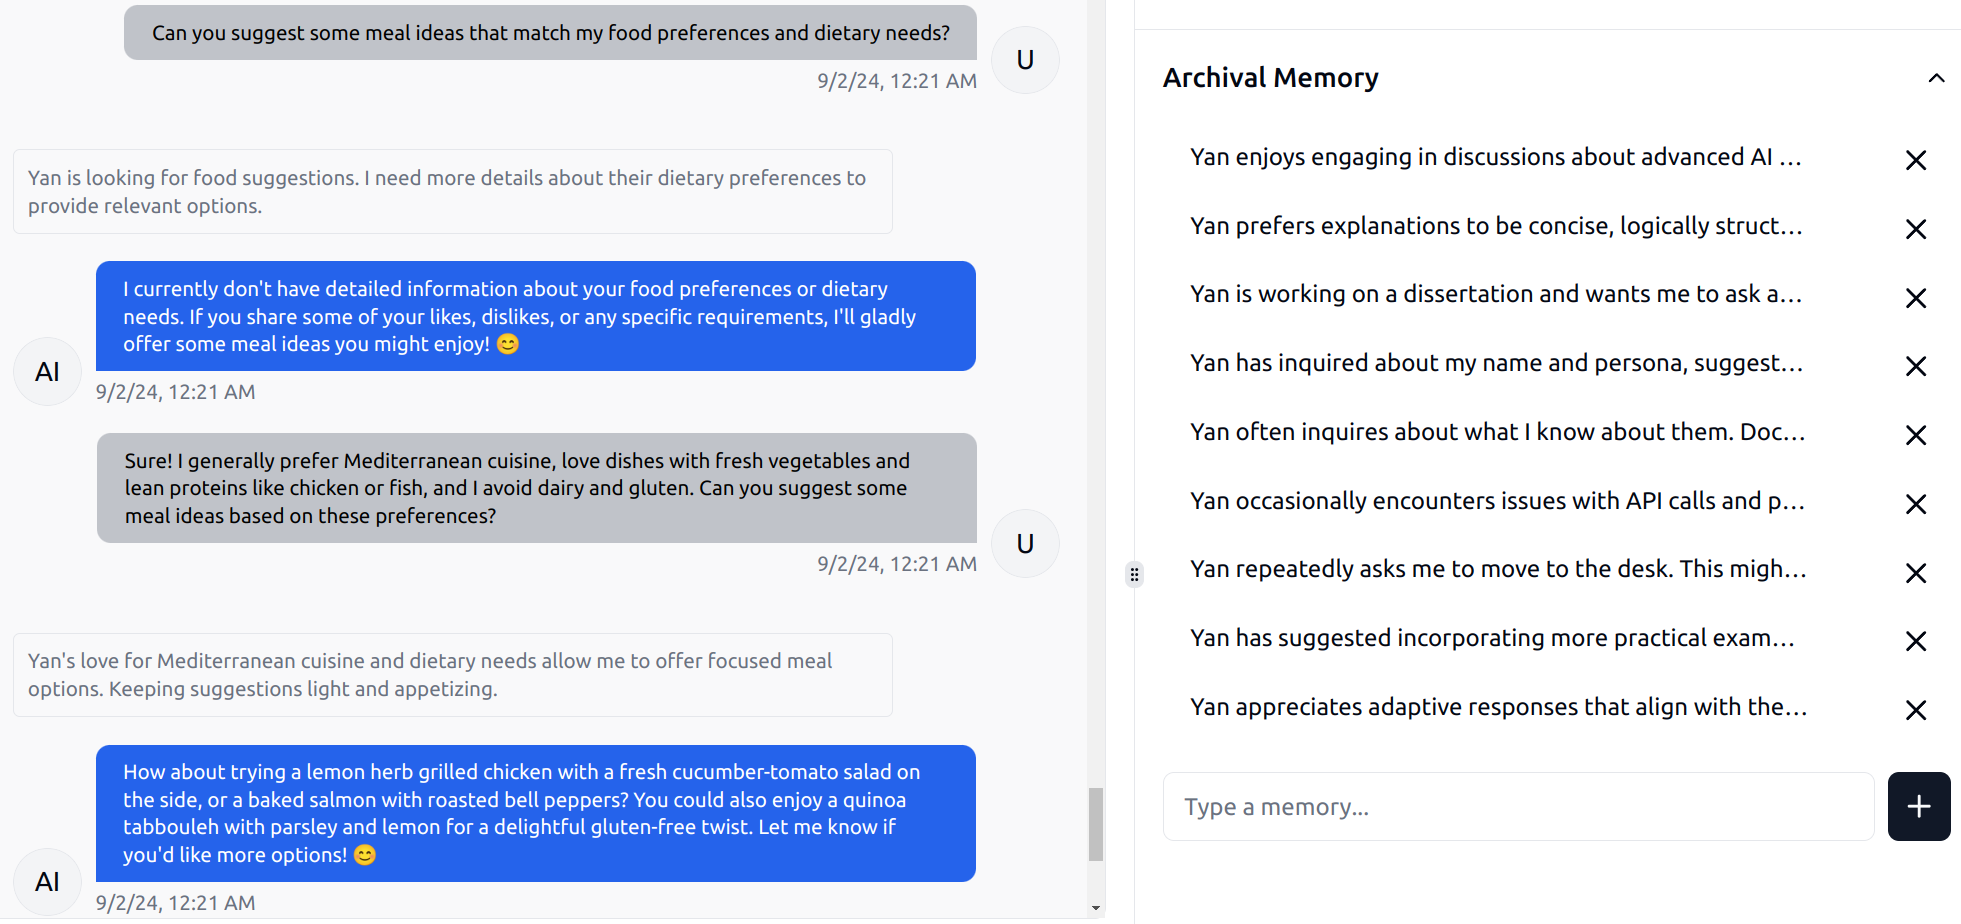 Can you suggest some meal ideas that match my food preferences and dietary needs?
U
9/2/24, 12:21 AM
Yan is looking for food suggestions. I need more details about their dietary preferences to
provide relevant options.
I currently don't have detailed information about your food preferences or dietary
needs. If you share some of your likes, dislikes, or any specific requirements, I'll gladly
offer some meal ideas you might enjoy! 😊
AI
9/2/24, 12:21 AM
Sure! I generally prefer Mediterranean cuisine, love dishes with fresh vegetables and
lean proteins like chicken or fish, and I avoid dairy and gluten. Can you suggest some
meal ideas based on these preferences?
U
9/2/24, 12:21 AM
Yan's love for Mediterranean cuisine and dietary needs allow me to offer focused meal
options. Keeping suggestions light and appetizing.
How about trying a lemon herb grilled chicken with a fresh cucumber-tomato salad on
the side, or a baked salmon with roasted bell peppers? You could also enjoy a quinoa
tabbouleh with parsley and lemon for a delightful gluten-free twist. Let me know if
you'd like more options! 😊
AI
9/2/24, 12:21 AM
Archival Memory
Yan enjoys engaging in discussions about advanced AI ...
Yan prefers explanations to be concise, logically struct...
Yan is working on a dissertation and wants me to ask a...
Yan has inquired about my name and persona, suggest...
Yan often inquires about what I know about them. Doc...
Yan occasionally encounters issues with API calls and p...
Yan repeatedly asks me to move to the desk. This migh...
Yan has suggested incorporating more practical exam...
Yan appreciates adaptive responses that align with the...
Type a memory...